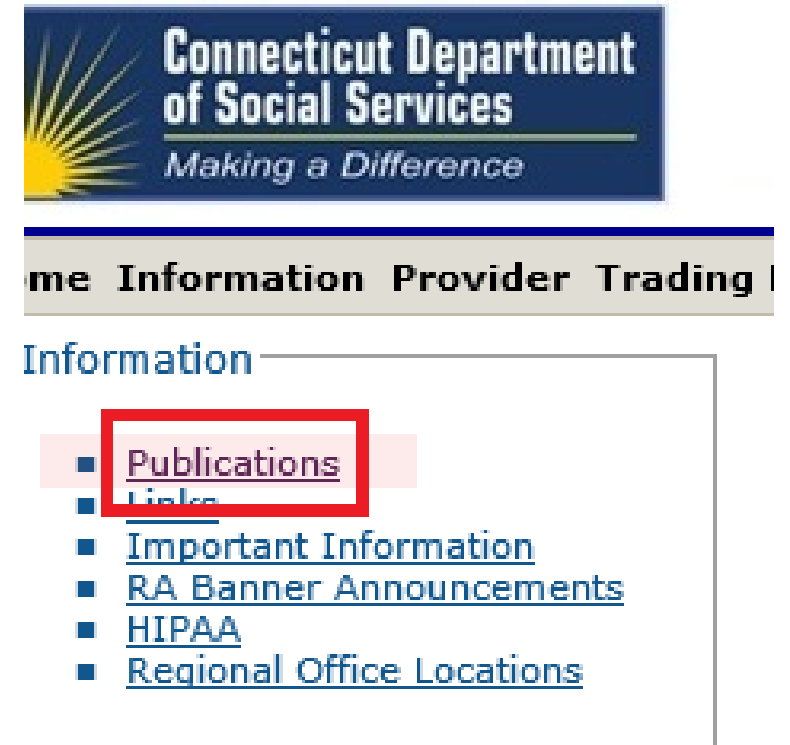 Connecticut Department
of Social Services
Making a Difference
me Information Provider Trading
Information
Publications
Links
Important Information
RA Banner Announcements
HIPAA
Regional Office Locations